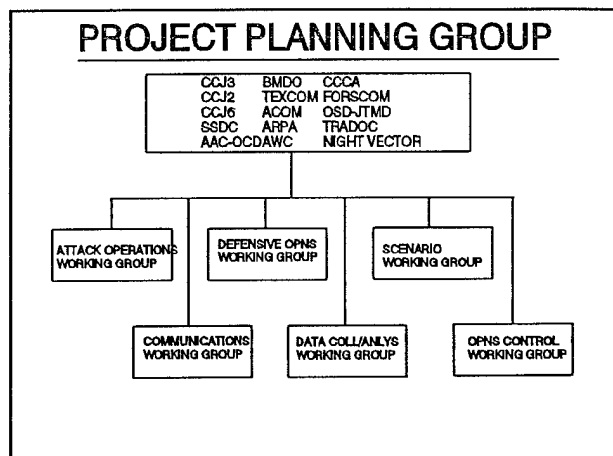 PROJECT PLANNING GROUP
CCJ3 BMDO CCCA
CCJ2 TEXCOM FORSCOM
CCJ6 ACOM OSD-JTMD
SSDC ARPA TRADOC
AAC-OCDAWC NIGHT VECTOR
ATTACK OPERATIONS
WORKING GROUP
DEFENSIVE OPNS
WORKING GROUP
SCENARIO
WORKING GROUP
COMMUNICATIONS
WORKING GROUP
DATA COLL/ANLYS
WORKING GROUP
OPNS CONTROL
WORKING GROUP